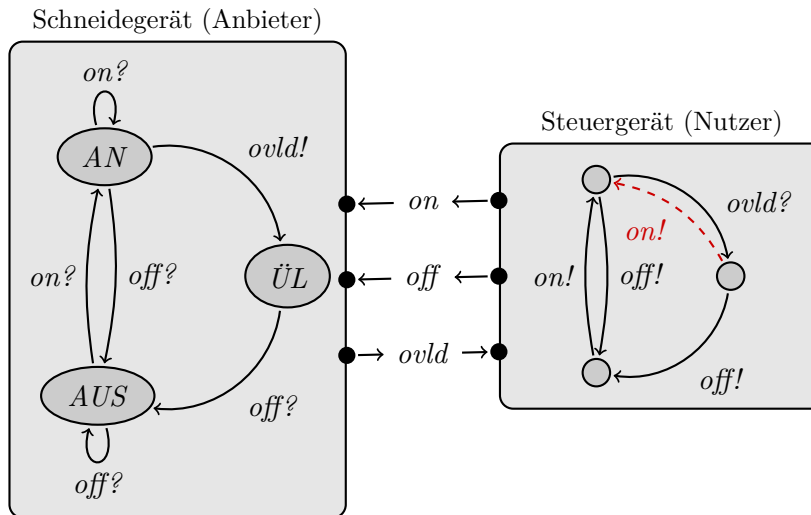 Schneidegerät (Anbieter)
on?
AN
ovld!
on?
off?
ÜL
AUS
off?
off?
on
off
ovld
Steuergerät (Nutzer)
ovld?
on!
on!
off!
off!